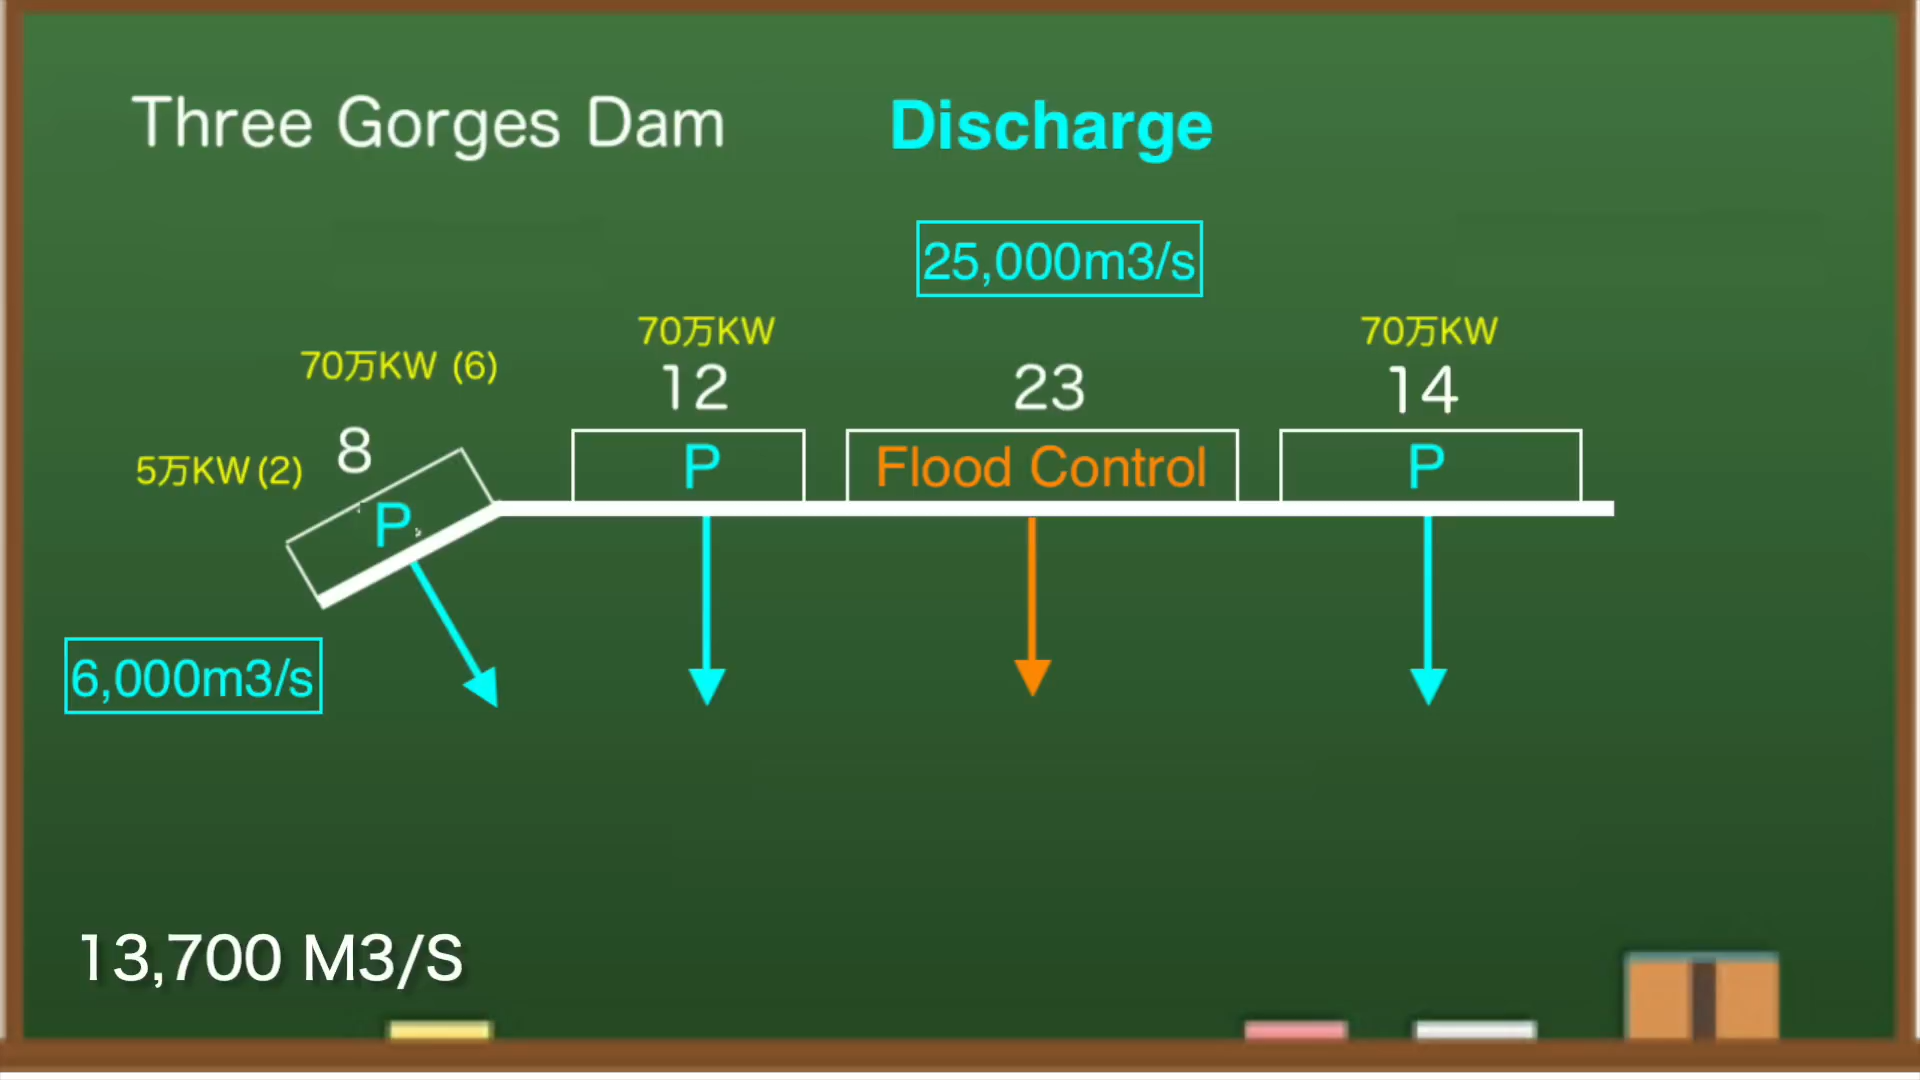 Three Gorges Dam
Discharge
25,000m3/s
70万KW (6)
70万KW
70万KW
8
12
23
14
5万KW (2)
P
P
Flood Control
P
6,000m3/s
13,700 M3/S